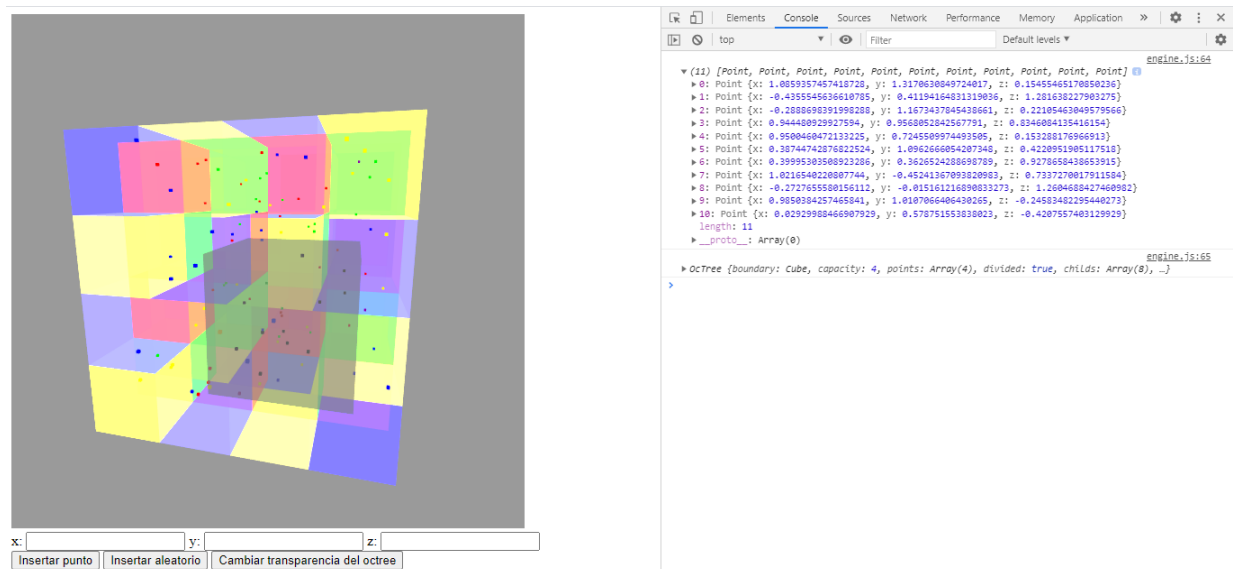 Elements Console Sources Network Performance Memory Application »
top Filter Default levels ▼
engine.js:64
▼(11) [Point, Point, Point, Point, Point, Point, Point, Point, Point, Point, Point]
▶0: Point {x: 1.0859357457418728, y: 1.3170630849724017, z: 0.15455465170850236}
▶1: Point {x: -0.4355545636610785, y: 0.41194164831319036, z: 1.281638227903275}
▶2: Point {x: -0.2888698391998288, y: 1.1673437845438661, z: 0.22105463049579566}
▶3: Point {x: 0.944480929927594, y: 0.9568052842567791, z: 0.8346084135416154}
▶4: Point {x: 0.9500460472133225, y: 0.7245509974493505, z: 0.153288176966913}
▶5: Point {x: 0.38744742876822524, y: 1.0962666054207348, z: 0.4220951905117518}
▶6: Point {x: 0.3999530350892328​6, y: 0.3626524288698789, z: 0.9278658438653915}
▶7: Point {x: 1.0216540220807744, y: -0.45241367093820983, z: 0.7337270017911584}
▶8: Point {x: -0.2727655580156112, y: -0.015161216890833273, z: 1.2604688427460982}
▶9: Point {x: 0.9850384257465841, y: 1.0107066406430265, z: -0.24583482295440273}
▶10: Point {x: 0.02929988466907929, y: 0.578751553838023, z: -0.4207557403129929}
length: 11
▶__proto__: Array(0)
engine.js:65
▶OcTree {boundary: Cube, capacity: 4, points: Array(4), divided: true, childs: Array(8), …}
x: y: z:
Insertar punto Insertar aleatorio Cambiar transparencia del octree